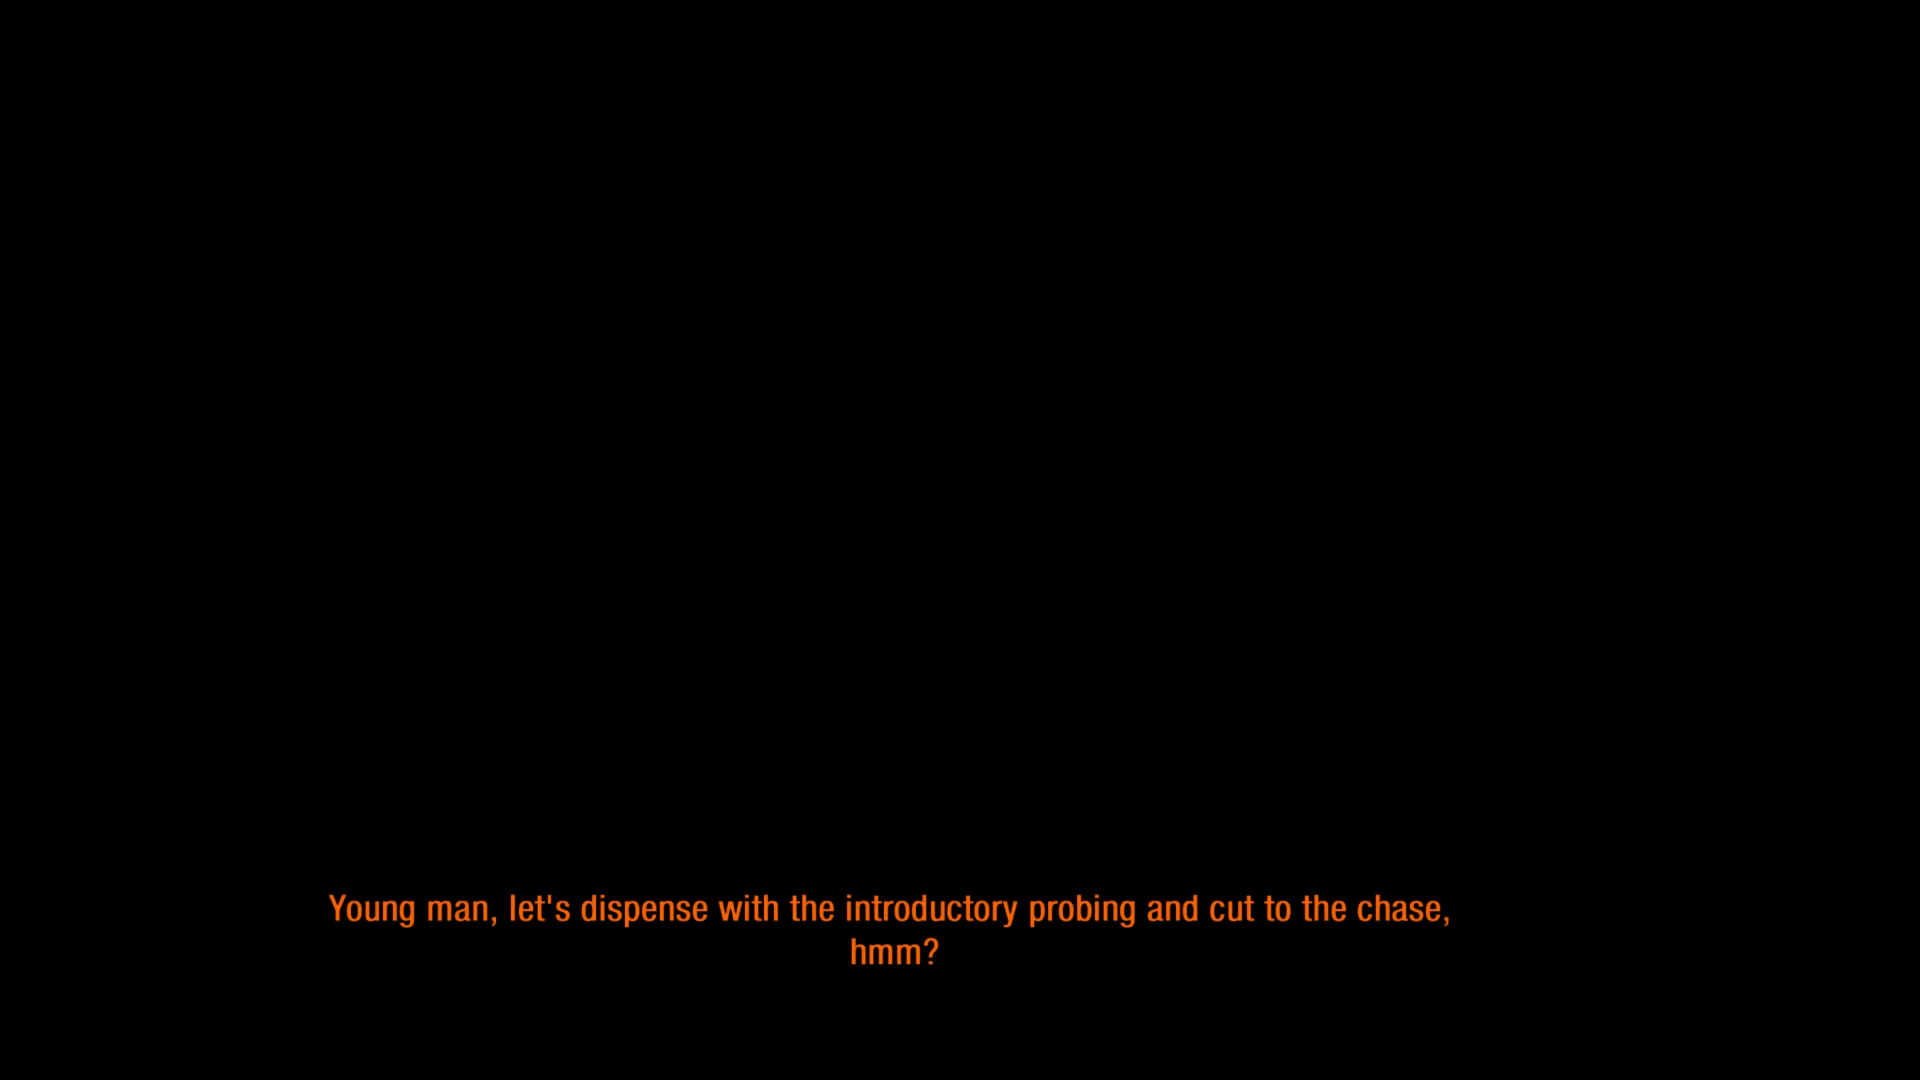 Young man, let's dispense with the introductory probing and cut to the chase,
hmm?